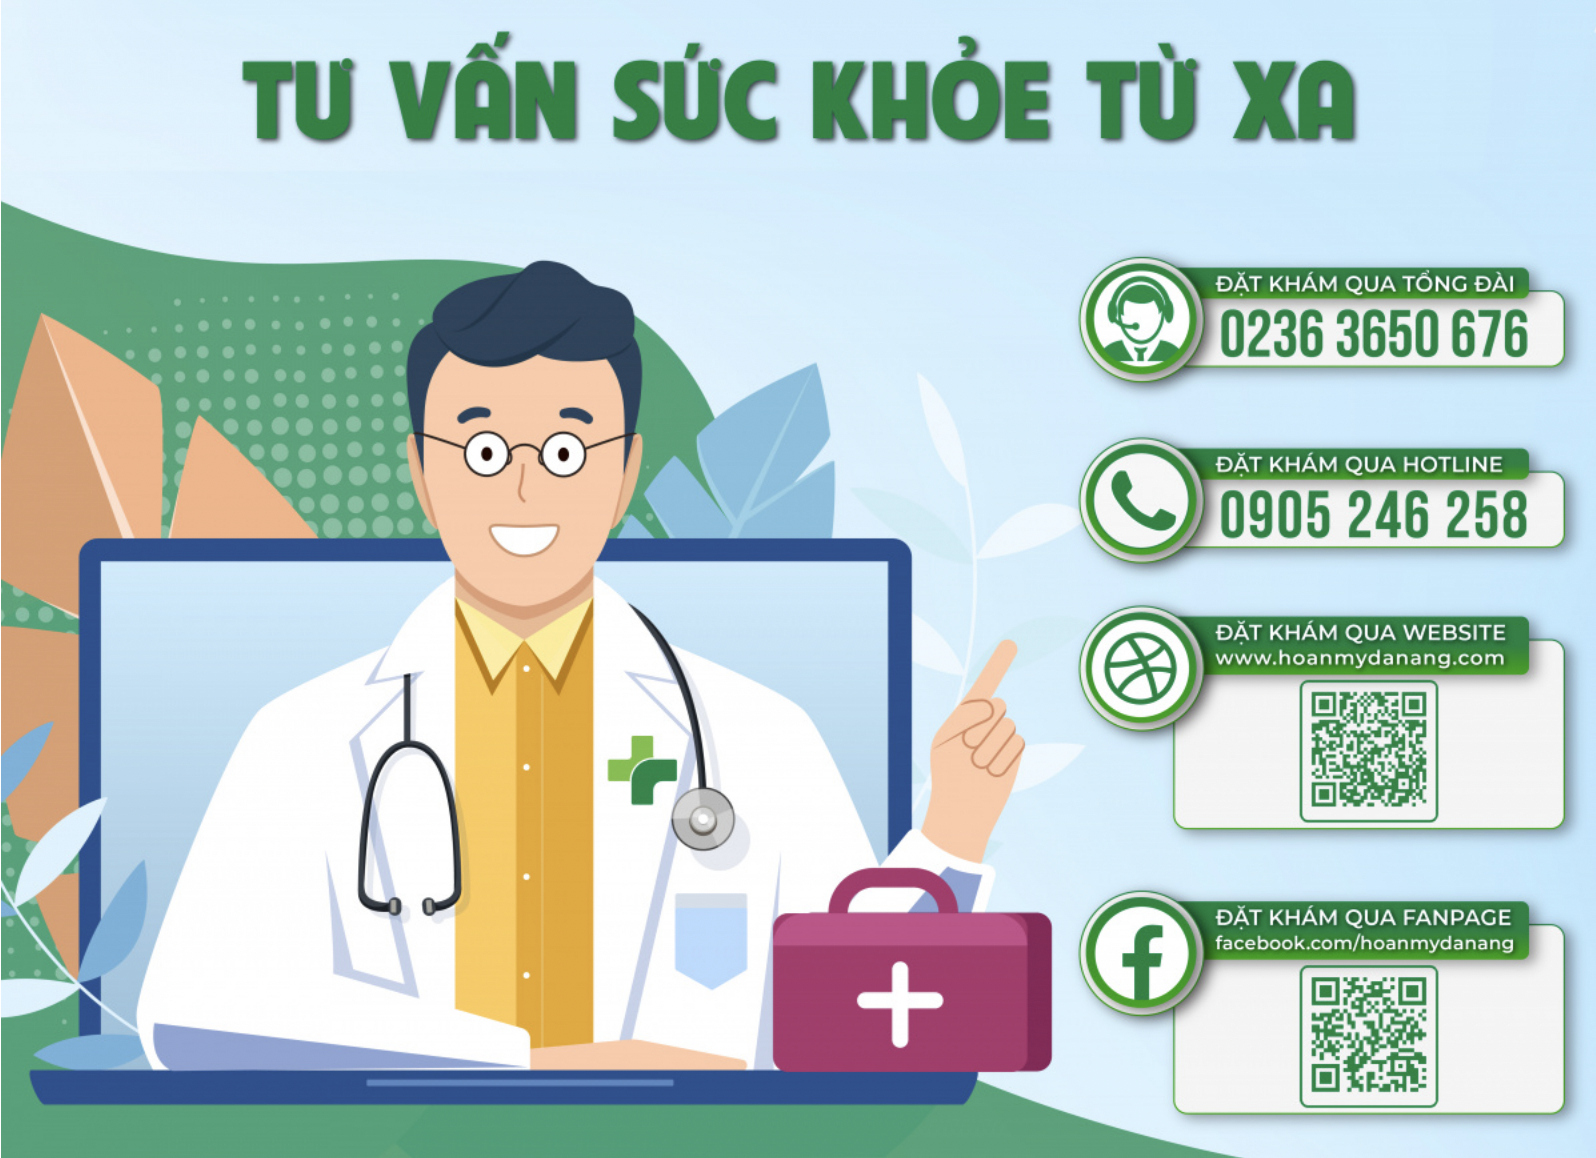 TƯ VẤN SỨC KHỎE TỪ XA
ĐẶT KHÁM QUA TỔNG ĐÀI
0236 3650 676
ĐẶT KHÁM QUA HOTLINE
0905 246 258
ĐẶT KHÁM QUA WEBSITE
www.hoanmydanang.com
ĐẶT KHÁM QUA FANPAGE
facebook.com/hoanmydanang